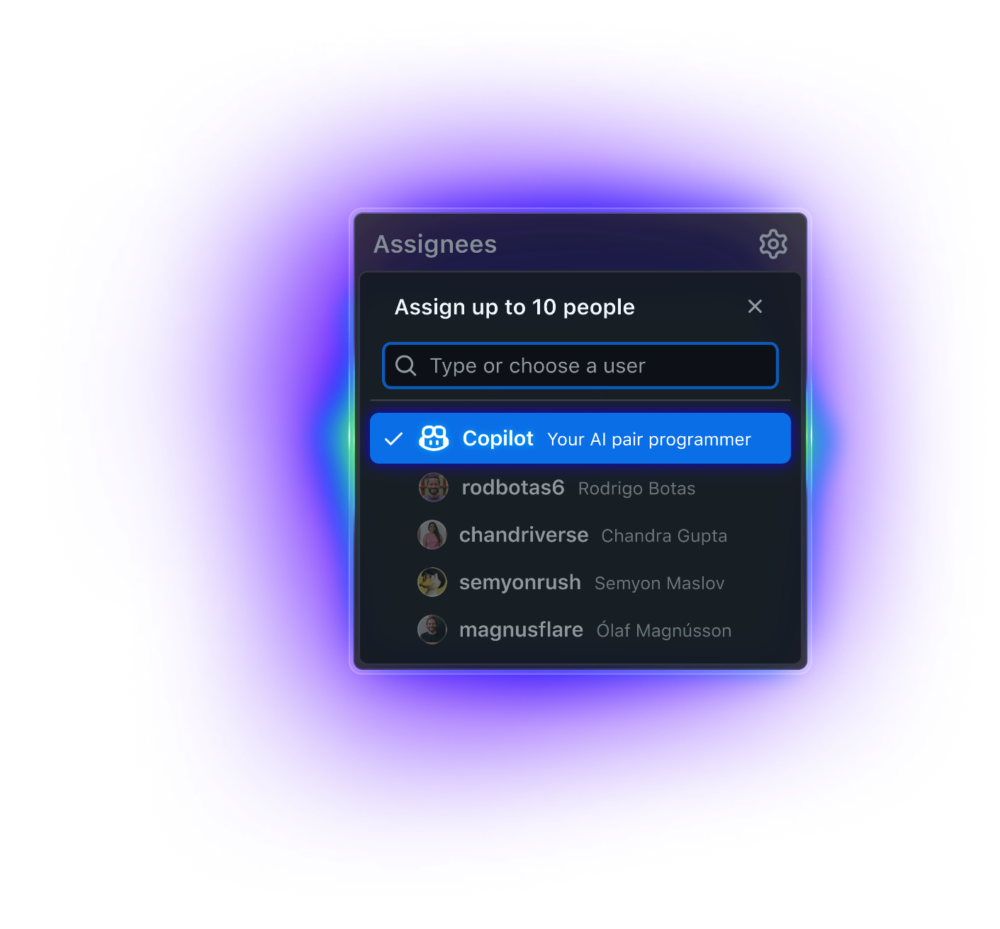 Assignees
Assign up to 10 people
Type or choose a user
Copilot Your AI pair programmer
rodbotas6 Rodrigo Botas
chandriverse Chandra Gupta
semyonrush Semyon Maslov
magnusflare Ólaf Magnússon